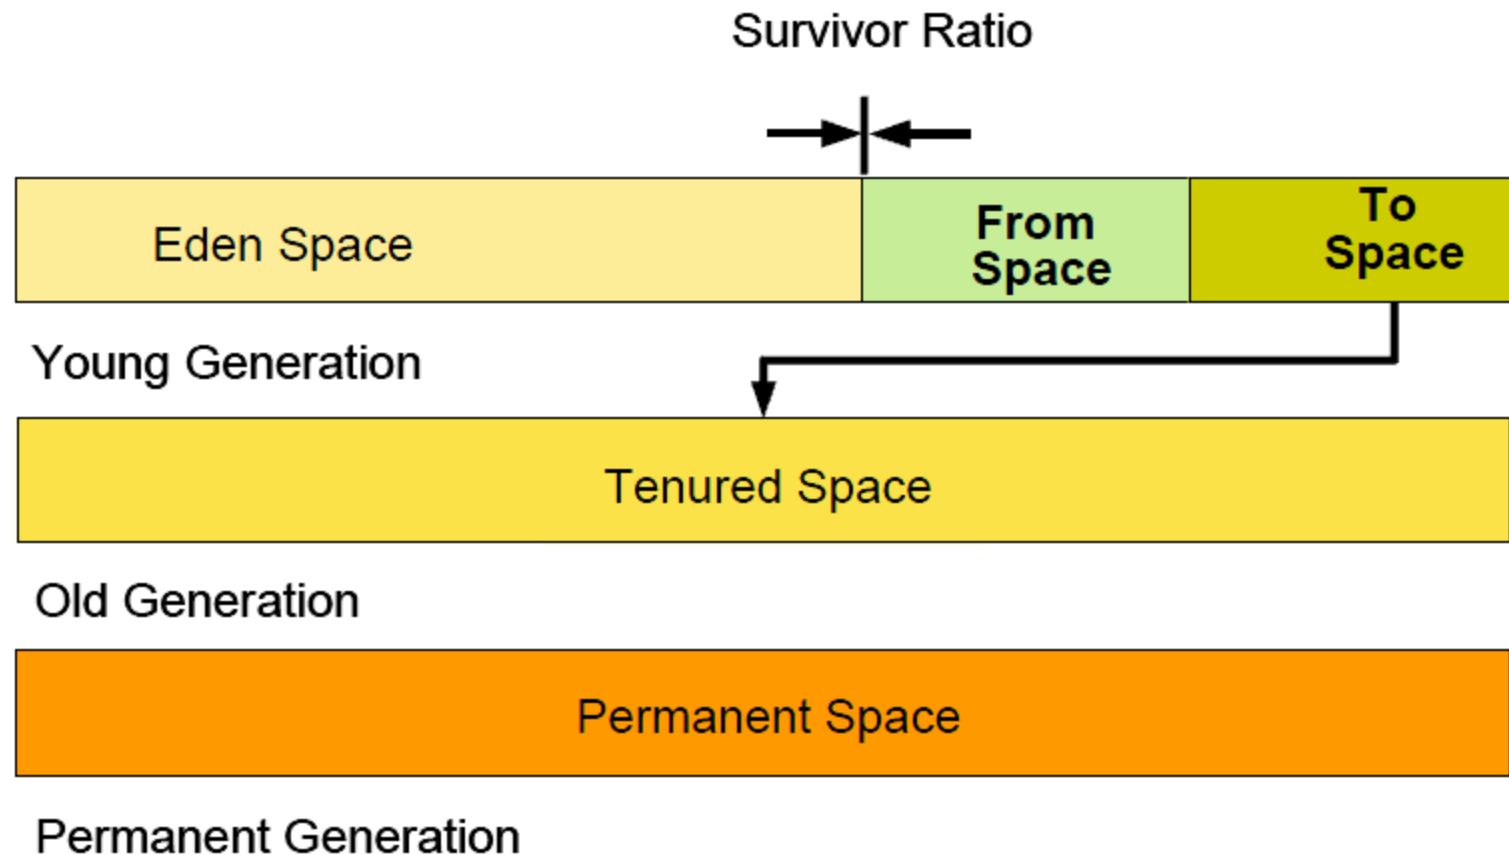 Survivor Ratio
Eden Space
From
Space
To
Space
Young Generation
Tenured Space
Old Generation
Permanent Space
Permanent Generation